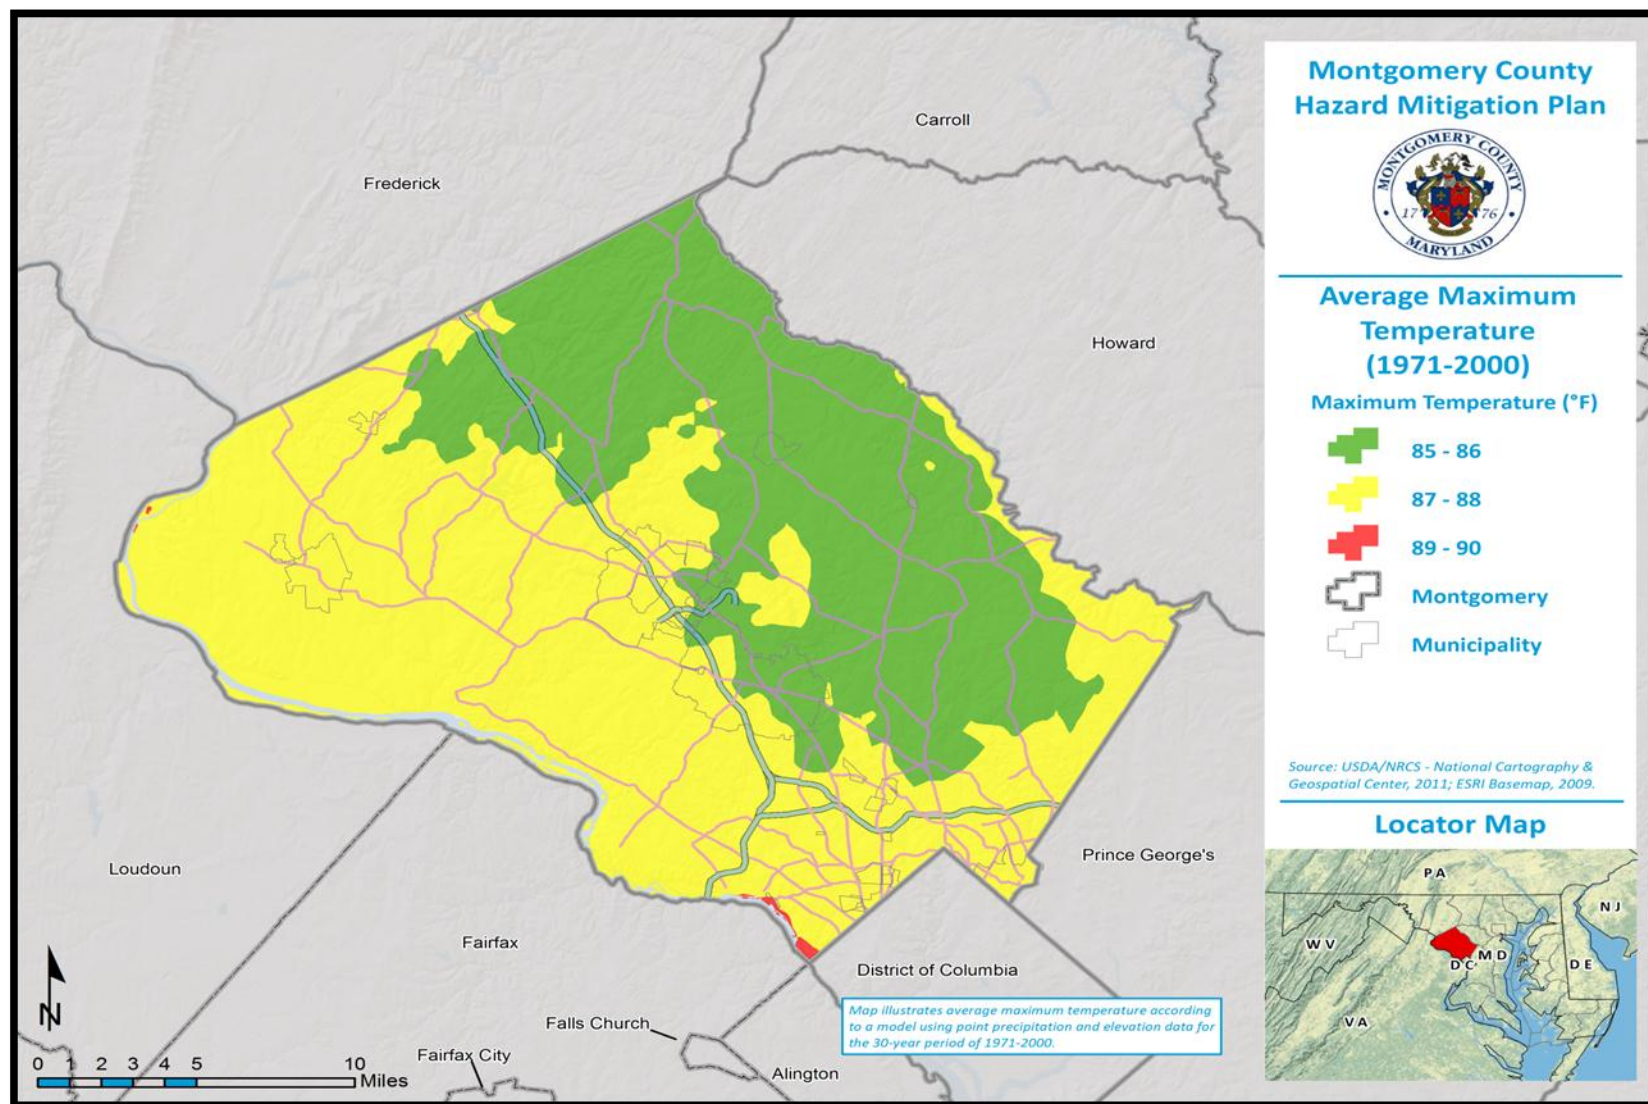 Montgomery County
Hazard Mitigation Plan
MONTGOMERY COUNTY
17 76
MARYLAND
Average Maximum
Temperature
(1971-2000)
Maximum Temperature (°F)
85 - 86
87 - 88
89 - 90
Montgomery
Municipality
Source: USDA/NRCS - National Cartography &
Geospatial Center, 2011; ESRI Basemap, 2009.
Locator Map
PA
NJ
WV
MD
DC
DE
VA
Carroll
Frederick
Howard
Loudoun
Prince George's
Fairfax
District of Columbia
Map illustrates average maximum temperature according
to a model using point precipitation and elevation data for
the 30-year period of 1971-2000.
Falls Church
Fairfax City
Alington
N
0 1 2 3 4 5 10
Miles